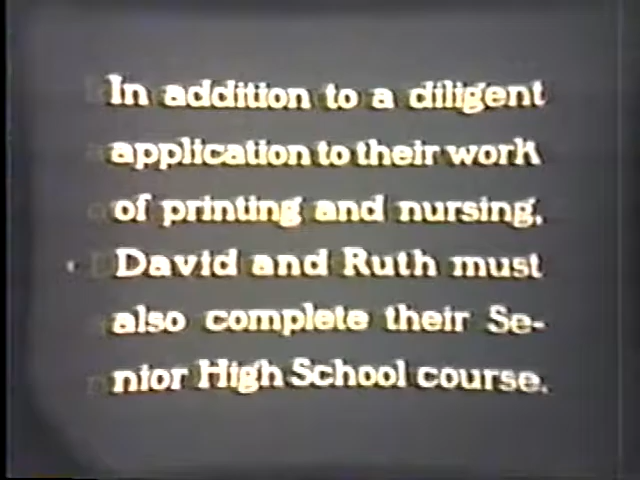 In addition to a diligent
application to their work
of printing and nursing,
David and Ruth must
also complete their Se-
nior High School course.